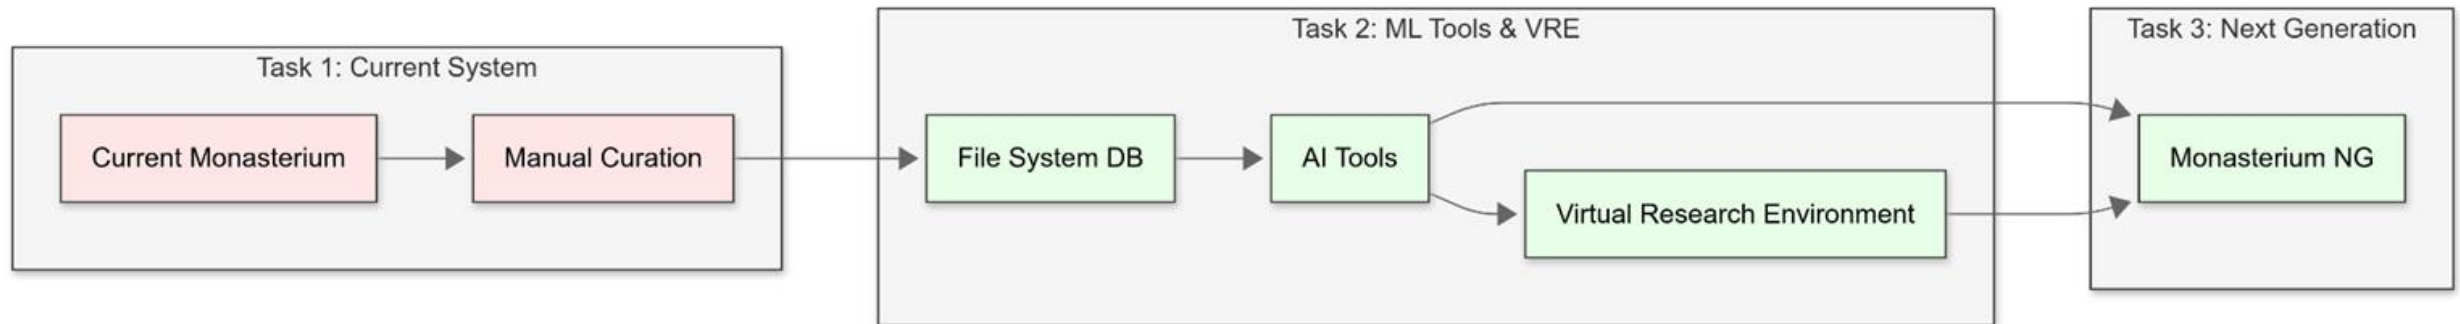 Task 1: Current System
Current Monasterium
Manual Curation
Task 2: ML Tools & VRE
File System DB
AI Tools
Virtual Research Environment
Task 3: Next Generation
Monasterium NG